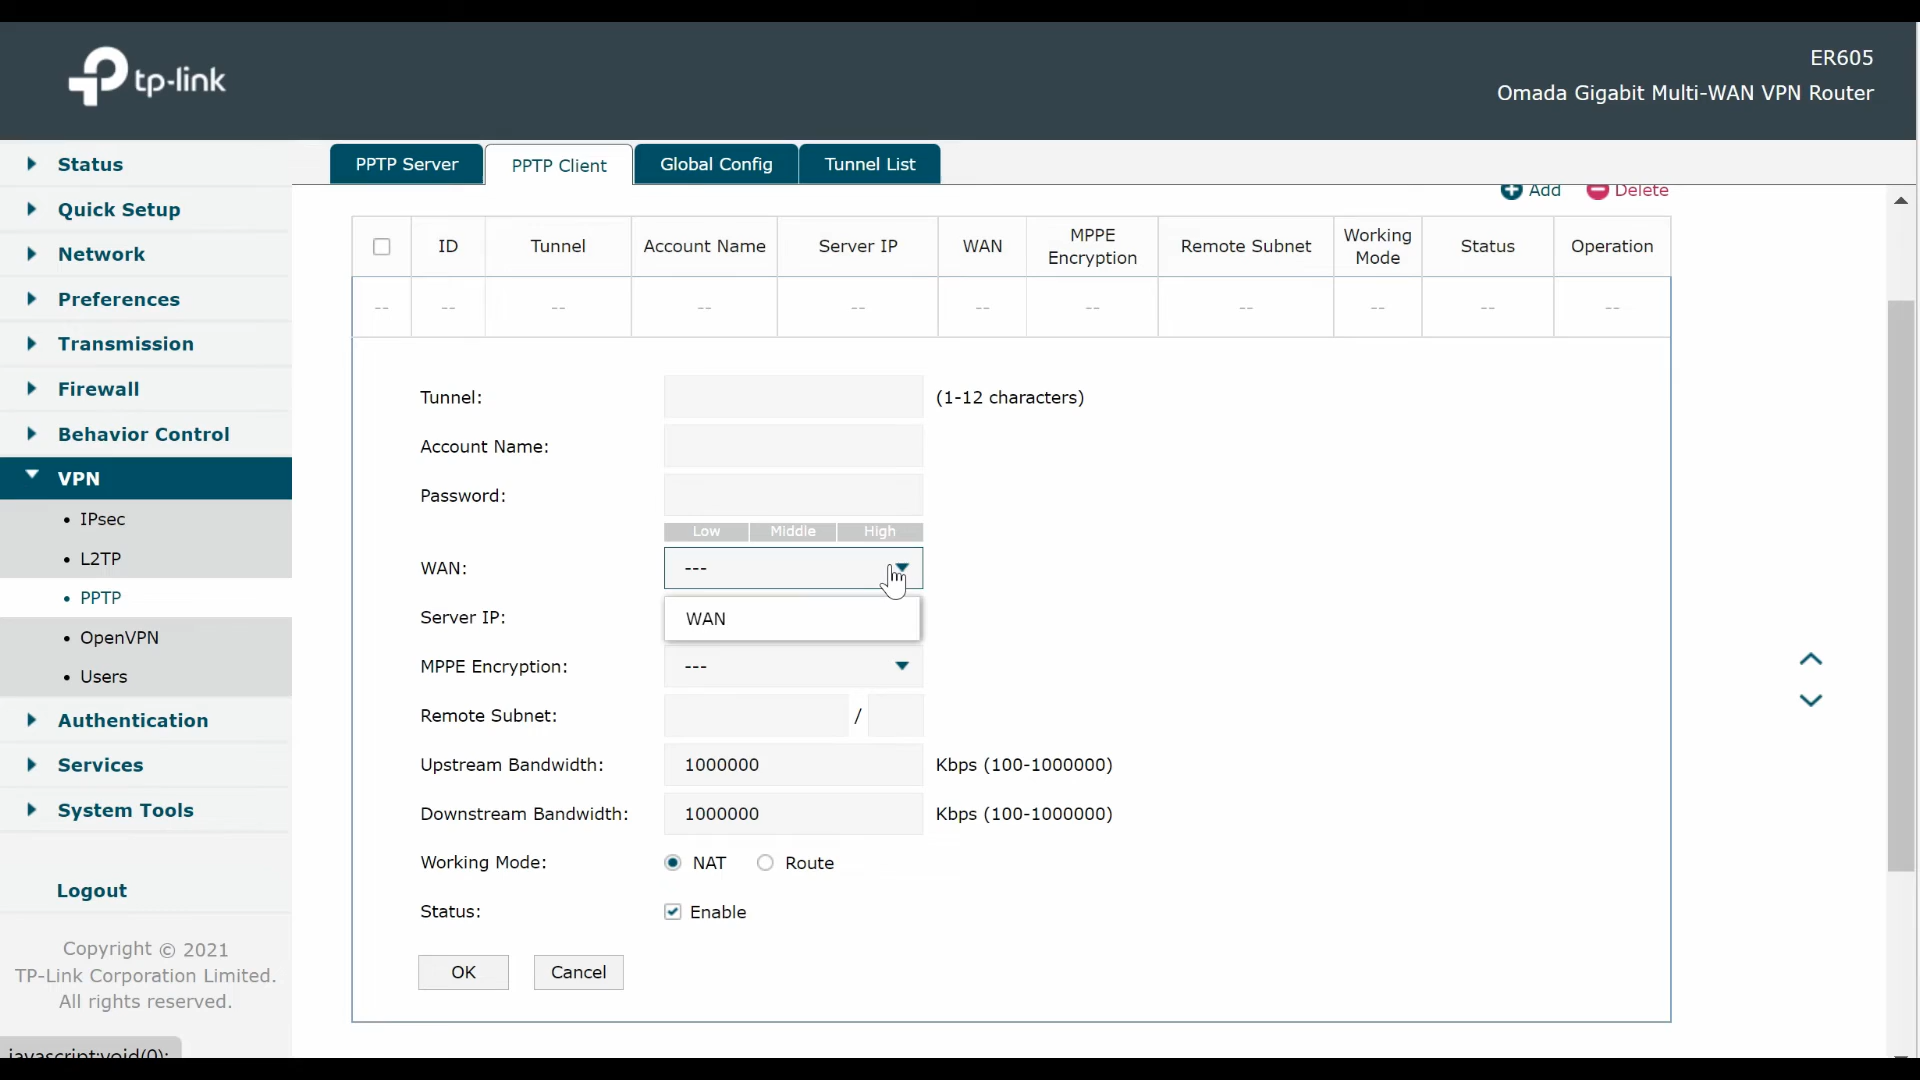 tp-link
ER605
Omada Gigabit Multi-WAN VPN Router
Status
Quick Setup
Network
Preferences
Transmission
Firewall
Behavior Control
VPN
IPsec
L2TP
PPTP
OpenVPN
Users
Authentication
Services
System Tools
Logout
Copyright © 2021
TP-Link Corporation Limited.
All rights reserved.
javascript:void(0);
PPTP Server PPTP Client Global Config Tunnel List
Add Delete
ID Tunnel Account Name Server IP WAN MPPE Encryption Remote Subnet Working Mode Status Operation
-- -- -- -- -- -- -- -- -- -- --
Tunnel: (1-12 characters)
Account Name:
Password:
Low Middle High
WAN: ---
Server IP: WAN
MPPE Encryption: ---
Remote Subnet: /
Upstream Bandwidth: 1000000 Kbps (100-1000000)
Downstream Bandwidth: 1000000 Kbps (100-1000000)
Working Mode: NAT Route
Status: Enable
OK Cancel